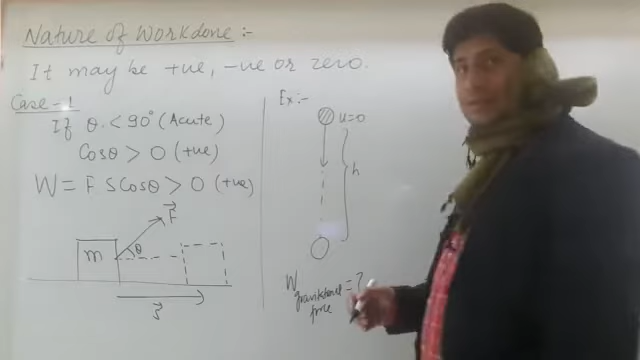 Nature of Workdone :-
It may be +ve, -ve or zero.
Case-1
If θ < 90° (Acute)
Cosθ > 0 (+ve)
W = F S Cosθ > 0 (+ve)
m
θ
F⃗
S⃗
Ex :-
u=0
h
W gravitational force = ?